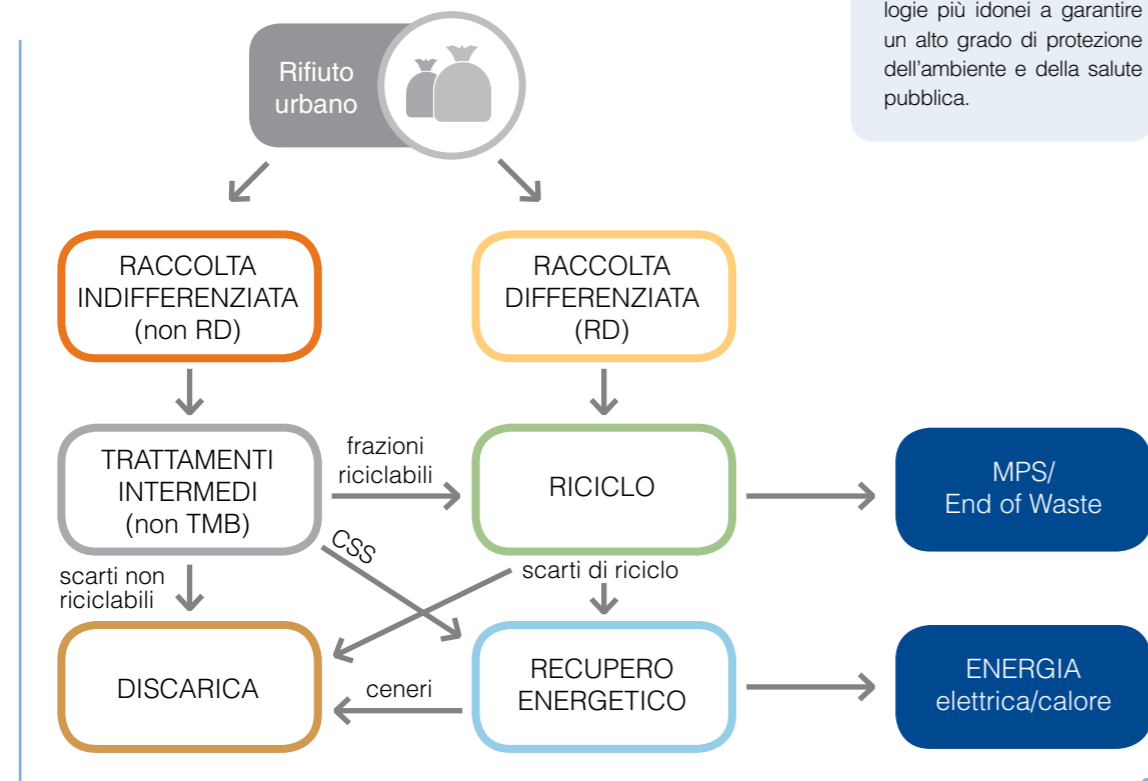 logie più idonei a garantire
un alto grado di protezione
dell'ambiente e della salute
pubblica.
Rifiuto
urbano
RACCOLTA
INDIFFERENZIATA
(non RD)
RACCOLTA
DIFFERENZIATA
(RD)
TRATTAMENTI
INTERMEDI
(non TMB)
frazioni
riciclabili
RICICLO
MPS/
End of Waste
CSS
scarti non
riciclabili
scarti di riciclo
DISCARICA
ceneri
RECUPERO
ENERGETICO
ENERGIA
elettrica/calore